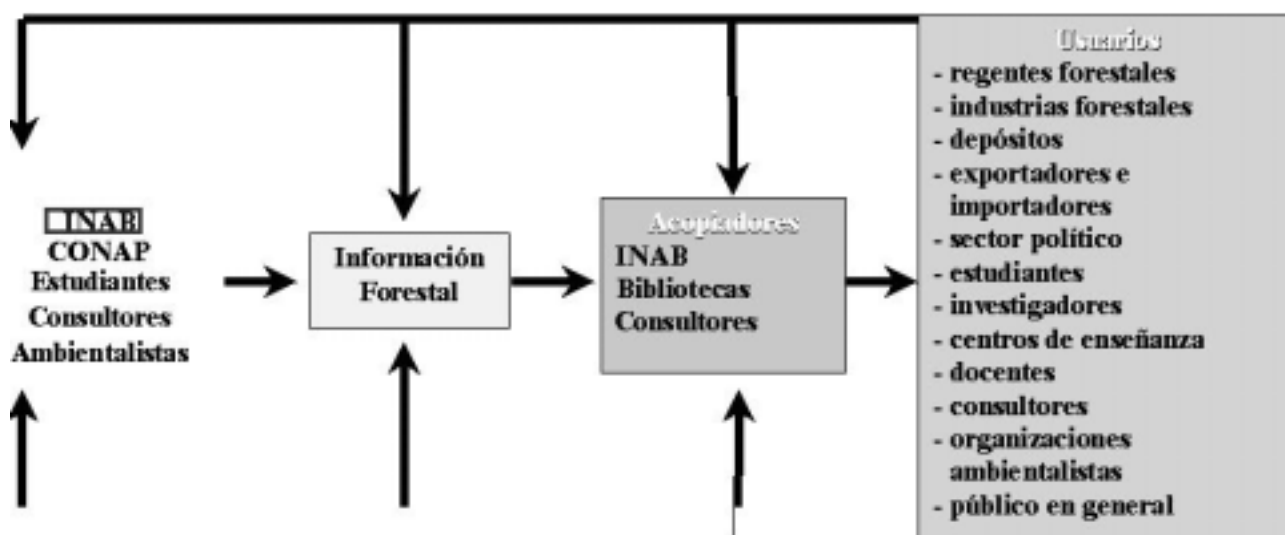 INAB
CONAP
Estudiantes
Consultores
Ambientalistas
Información
Forestal
Acopiadores
INAB
Bibliotecas
Consultores
Usuarios
- regentes forestales
- industrias forestales
- depósitos
- exportadores e
importadores
- sector político
- estudiantes
- investigadores
- centros de enseñanza
- docentes
- consultores
- organizaciones
ambientalistas
- público en general